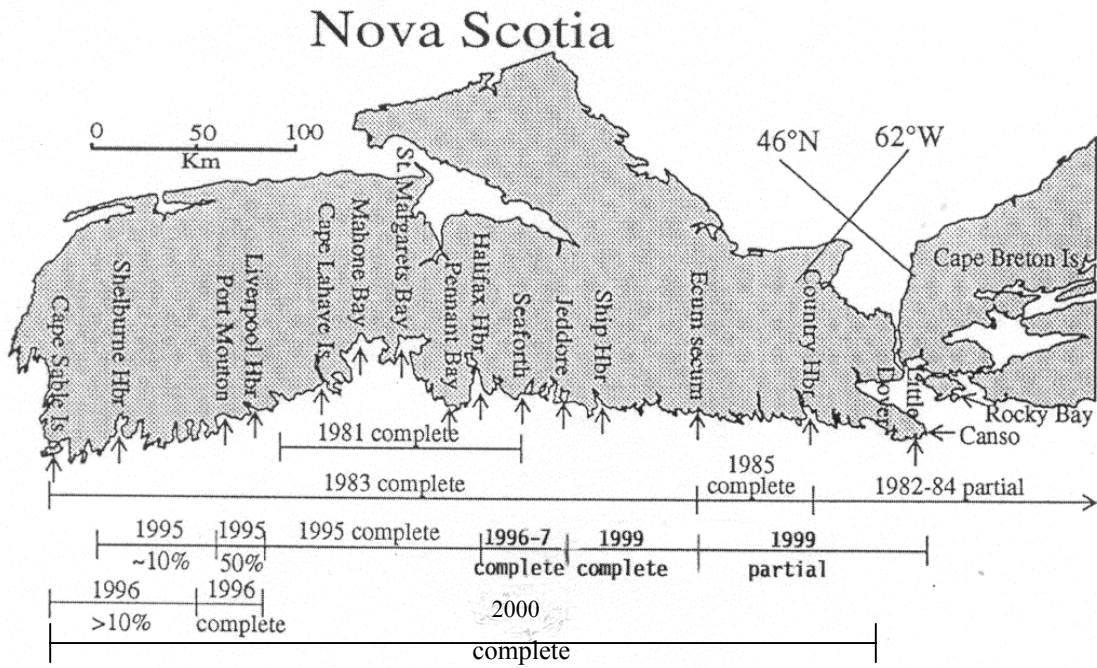 Nova Scotia
0 50 100
Km
46°N 62°W
Cape Breton Is
Cape Sable Is
Shelburne Hbr
Port Mouton
Liverpool Hbr
Cape Lahave Is
Mahone Bay
St. Margarets Bay
Pennant Bay
Halifax Hbr
Seaforth
Jeddore
Ship Hbr
Ecum secum
Country Hbr
Little
Dover
Rocky Bay
Canso
1981 complete
1983 complete
1985
complete
1982-84 partial
1995
~10%
1995
50%
1995 complete
1996-7
complete
1999
complete
1999
partial
1996
>10%
1996
complete
2000
complete